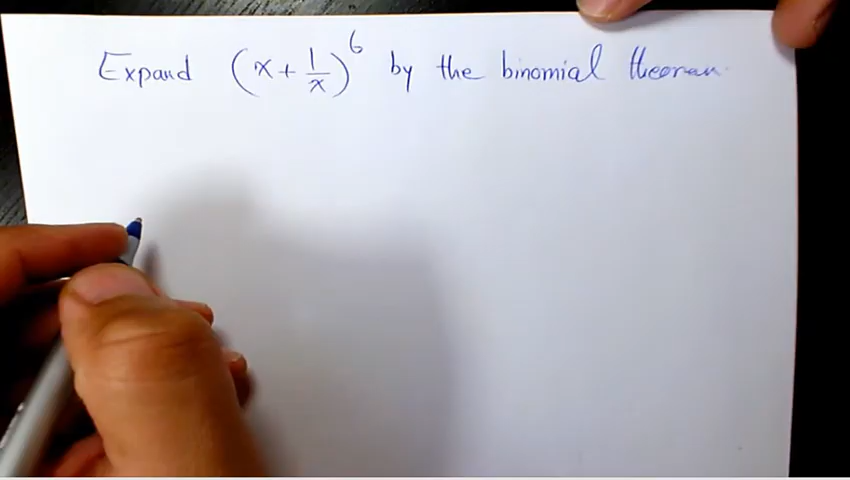 Expand (x + 1/x)^6 by the binomial theorem